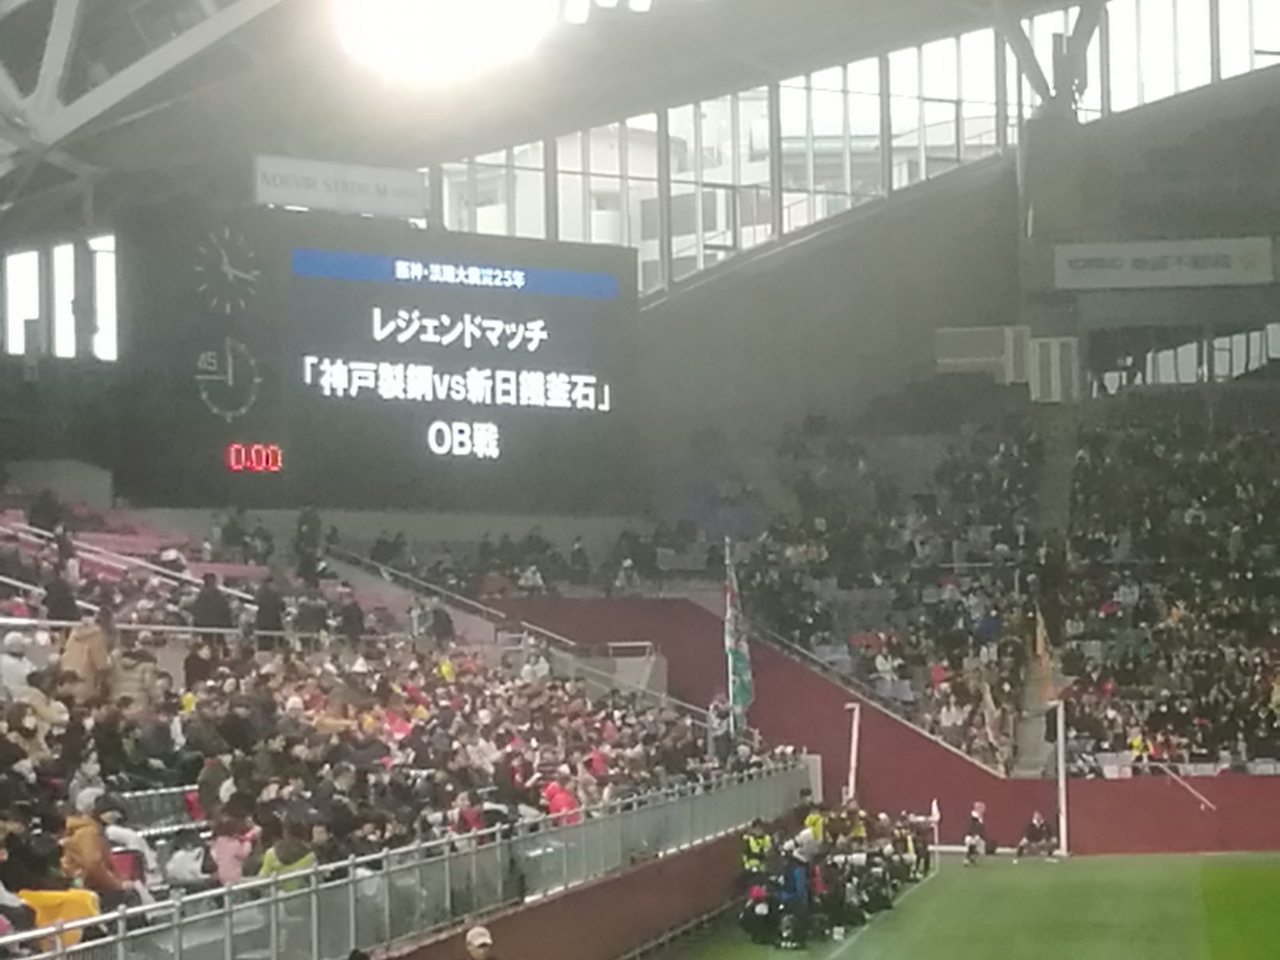 阪神・淡路大震災25年
レジェンドマッチ
「神戸製鋼vs新日鐵釜石」
OB戦
45
0:00